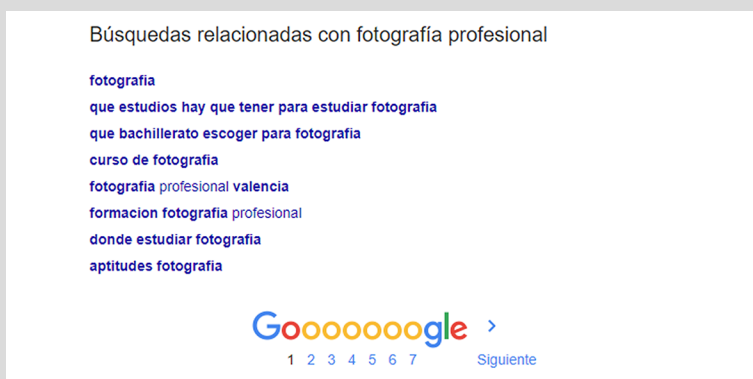 Búsquedas relacionadas con fotografía profesional
fotografia
que estudios hay que tener para estudiar fotografia
que bachillerato escoger para fotografia
curso de fotografia
fotografia profesional valencia
formacion fotografia profesional
donde estudiar fotografia
aptitudes fotografia
Goooooooogle >
1 2 3 4 5 6 7 Siguiente